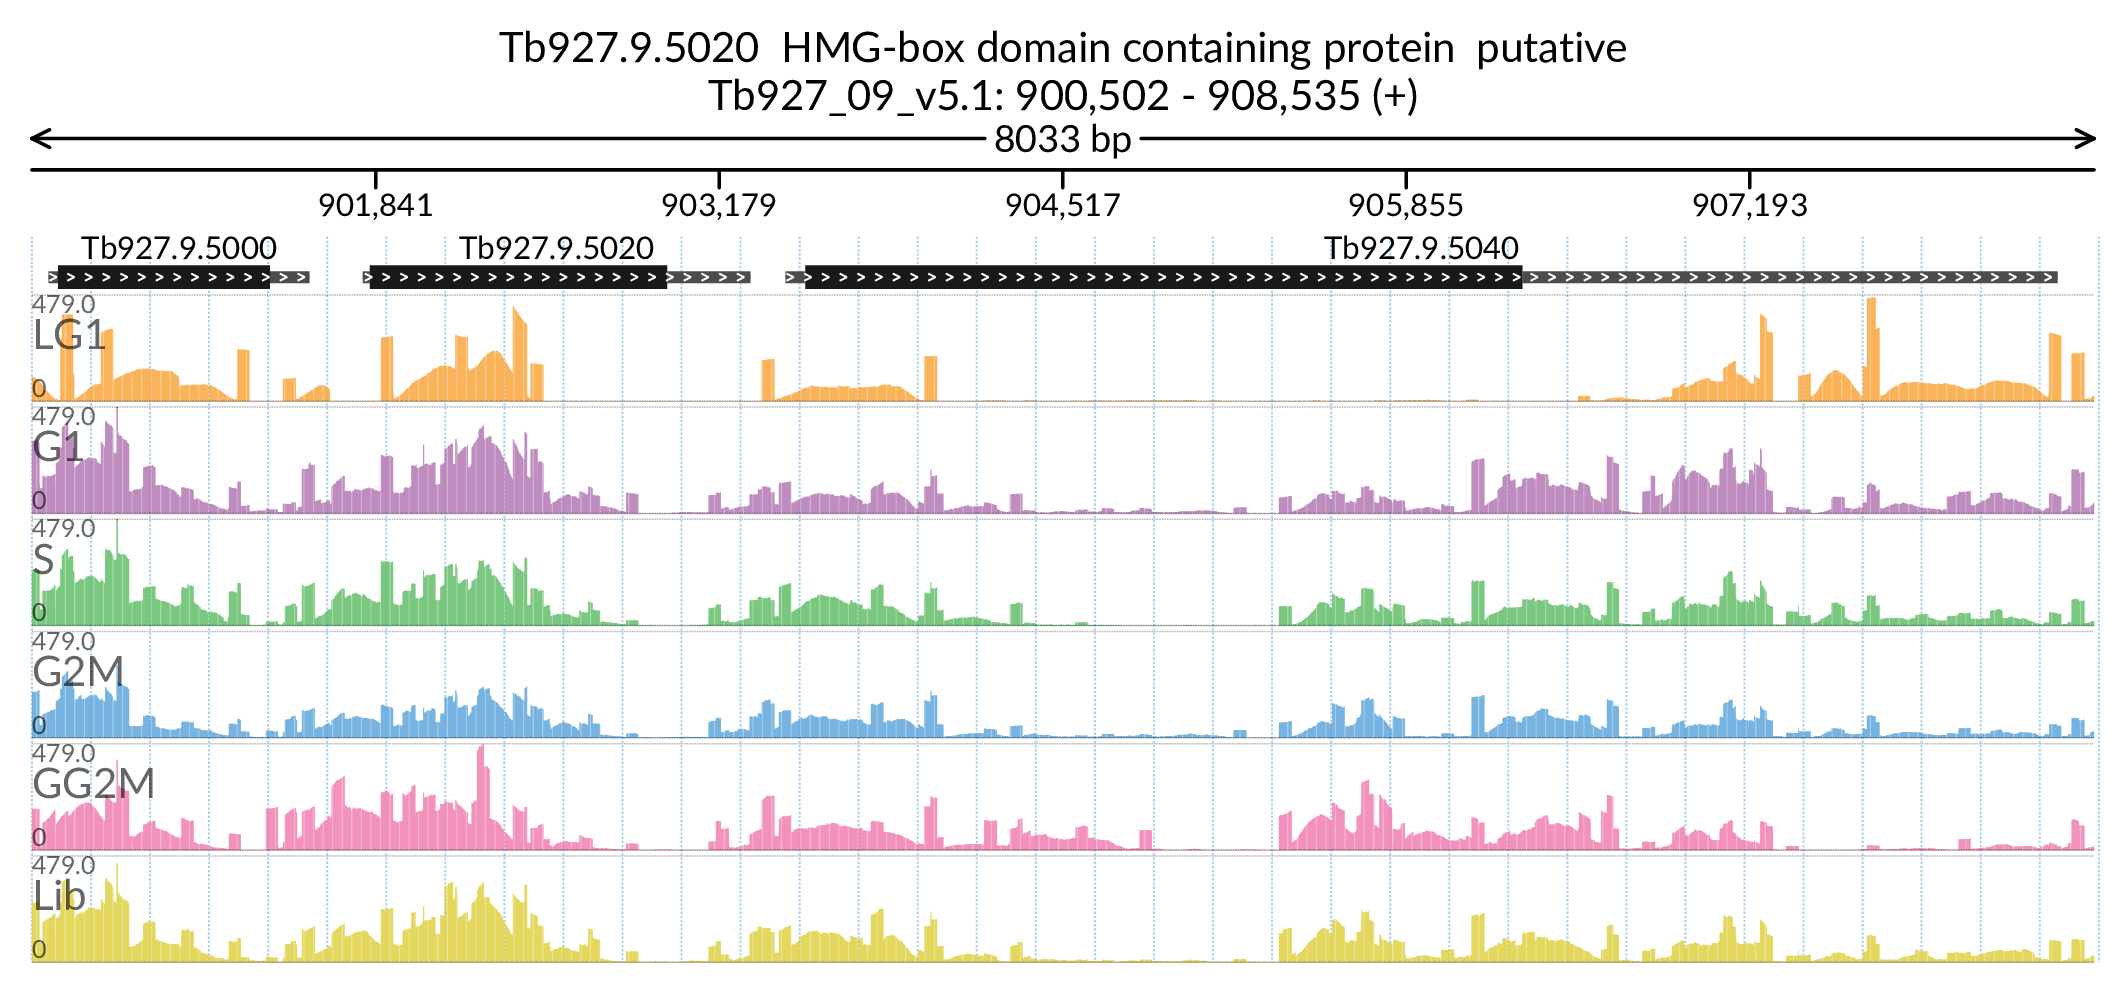 Tb927.9.5020  HMG-box domain containing protein  putative
Tb927_09_v5.1: 900,502 - 908,535 (+)
8033 bp
901,841 903,179 904,517 905,855 907,193
Tb927.9.5000 Tb927.9.5020 Tb927.9.5040
479.0
LG1
0
479.0
G1
0
479.0
S
0
479.0
G2M
0
479.0
GG2M
0
479.0
Lib
0